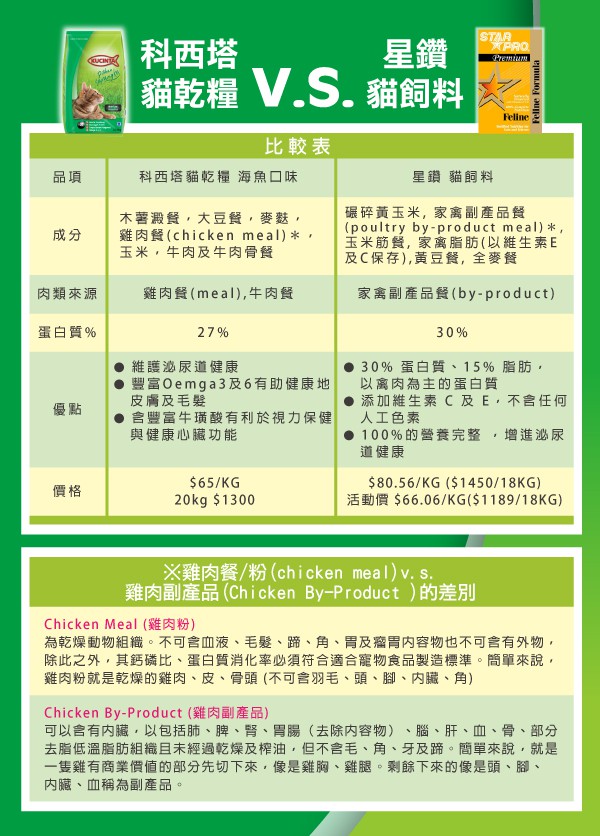 科西塔
貓乾糧
V.S.
星鑽
貓飼料
KUCINTA
STAR
PRO
Premium
Feline
Feline Formula
比較表
品項
科西塔貓乾糧 海魚口味
星鑽 貓飼料
成分
木薯澱餐，大豆餐，麥麩，
雞肉餐(chicken meal)＊，
玉米，牛肉及牛肉骨餐
碾碎黃玉米, 家禽副產品餐
(poultry by-product meal)＊,
玉米筋餐, 家禽脂肪(以維生素E
及C保存),黃豆餐, 全麥餐
肉類來源
雞肉餐(meal),牛肉餐
家禽副產品餐(by-product)
蛋白質%
27%
30%
優點
● 維護泌尿道健康
● 豐富Oemga3及6有助健康地
皮膚及毛髮
● 含豐富牛璜酸有利於視力保健
與健康心臟功能
● 30% 蛋白質、15% 脂肪，
以禽肉為主的蛋白質
● 添加維生素 C 及 E，不含任何
人工色素
● 100%的營養完整 ，增進泌尿
道健康
價格
$65/KG
20kg $1300
$80.56/KG ($1450/18KG)
活動價 $66.06/KG($1189/18KG)
※雞肉餐/粉(chicken meal)v.s.
雞肉副產品(Chicken By-Product )的差別
Chicken Meal (雞肉粉)
為乾燥動物組織。不可含血液、毛髮、蹄、角、胃及瘤胃内容物也不可含有外物，
除此之外，其鈣磷比、蛋白質消化率必須符合適合寵物食品製造標準。簡單來說，
雞肉粉就是乾燥的雞肉、皮、骨頭 (不可含羽毛、頭、腳、内臟、角)
Chicken By-Product (雞肉副產品)
可以含有内臟，以包括肺、脾、腎、胃腸（去除内容物）、腦、肝、血、骨、部分
去脂低溫脂肪組織且未經過乾燥及榨油，但不含毛、角、牙及蹄。簡單來說，就是
一隻雞有商業價值的部分先切下來，像是雞胸、雞腿。剩餘下來的像是頭、腳、
内臟、血稱為副產品。